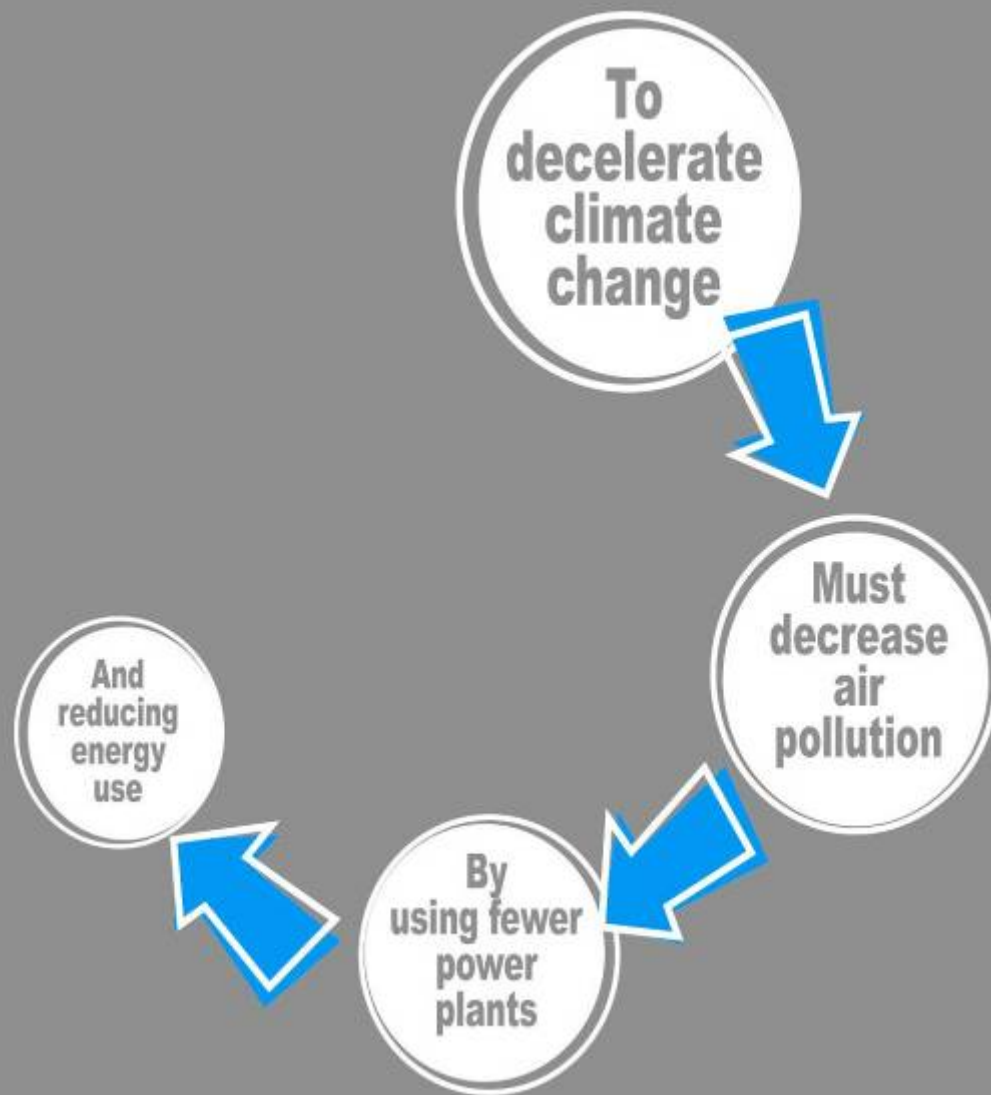 To
decelerate
climate
change
Must
decrease
air
pollution
By
using fewer
power
plants
And
reducing
energy
use